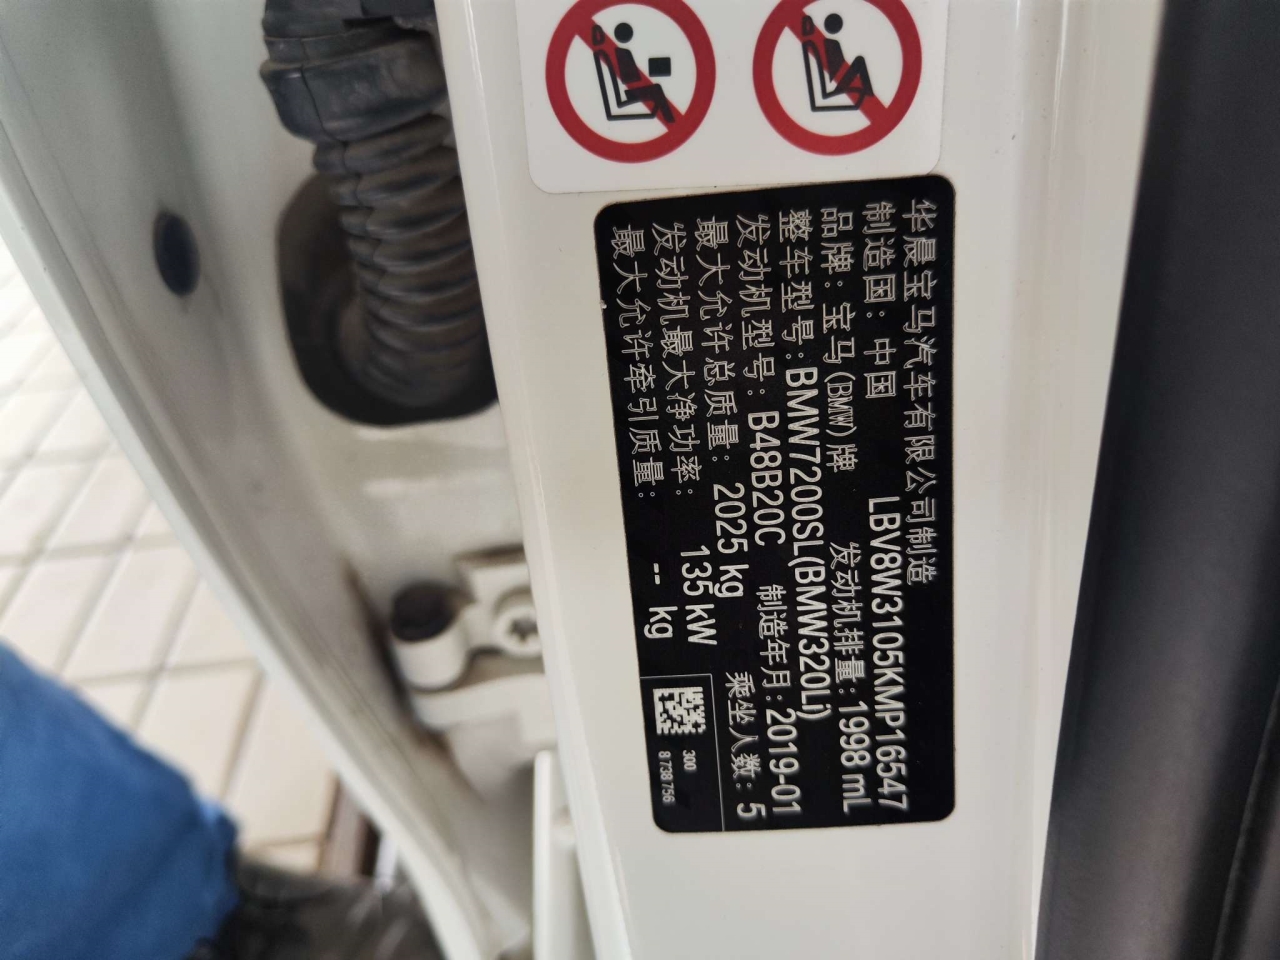 华晨宝马汽车有限公司制造
制造国: 中国 LBV8W3105KMP16547
品牌: 宝马(BMW)牌 发动机排量: 1998 mL
整车型号: BMW7200SL(BMW320Li)
发动机型号: B48B20C 制造年月: 2019-01
最大允许总质量: 2025 kg 乘坐人数: 5
发动机最大净功率: 135 kW
最大允许牵引质量: -- kg
300
8 738 756